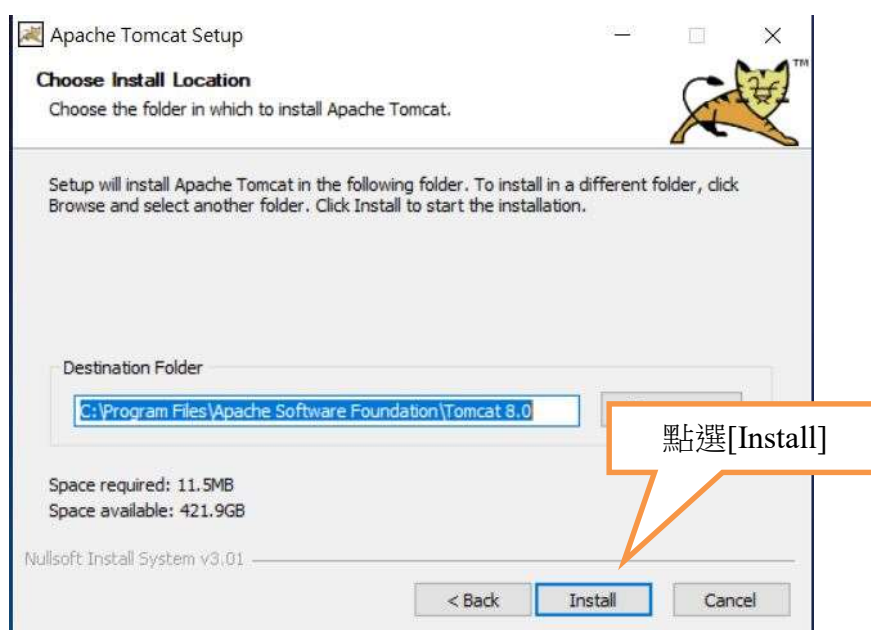 Apache Tomcat Setup
Choose Install Location
Choose the folder in which to install Apache Tomcat.
TM
Setup will install Apache Tomcat in the following folder. To install in a different folder, click
Browse and select another folder. Click Install to start the installation.
Destination Folder
C:\Program Files\Apache Software Foundation\Tomcat 8.0
點選[Install]
Space required: 11.5MB
Space available: 421.9GB
Nullsoft Install System v3.01
< Back
Install
Cancel